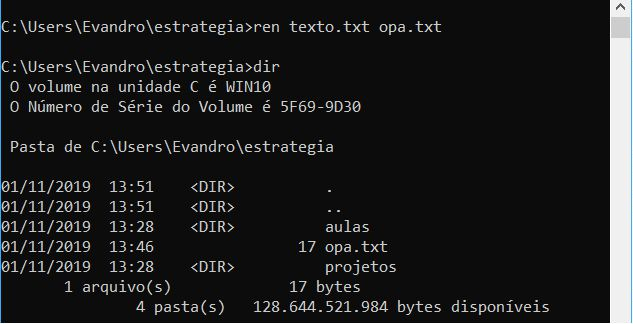 C:\Users\Evandro\estrategia>ren texto.txt opa.txt
C:\Users\Evandro\estrategia>dir
O volume na unidade C é WIN10
O Número de Série do Volume é 5F69-9D30
Pasta de C:\Users\Evandro\estrategia
01/11/2019  13:51    <DIR>          .
01/11/2019  13:51    <DIR>          ..
01/11/2019  13:28    <DIR>          aulas
01/11/2019  13:46                17 opa.txt
01/11/2019  13:28    <DIR>          projetos
1 arquivo(s)             17 bytes
4 pasta(s)   128.644.521.984 bytes disponíveis